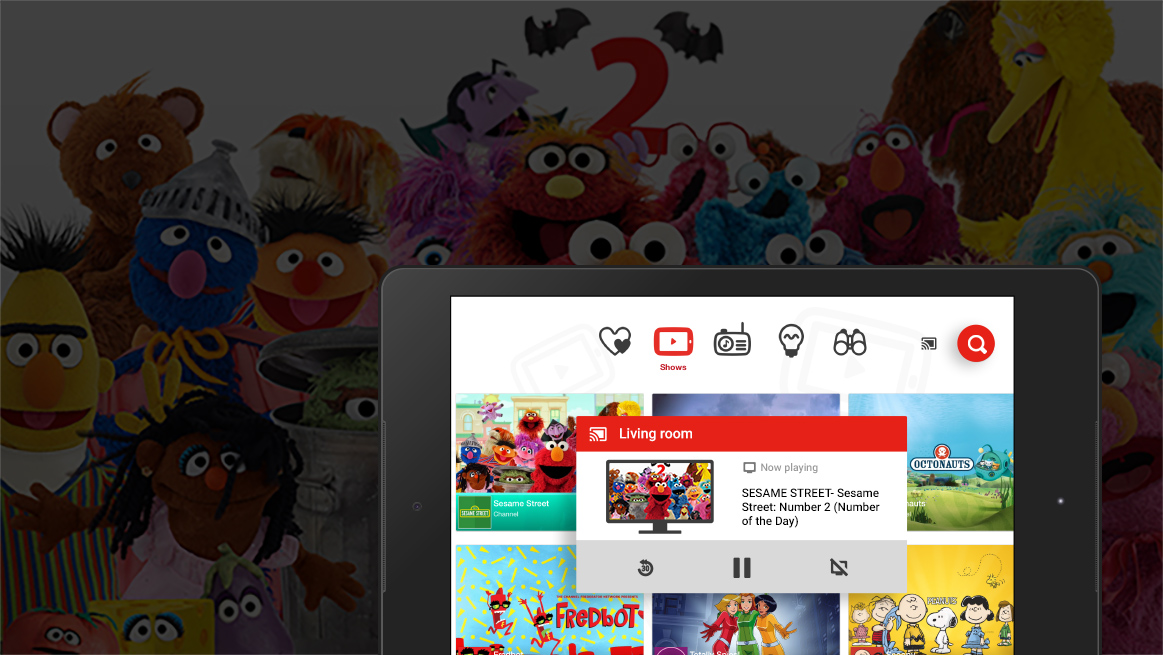 2
Shows
Living room
Now playing
SESAME STREET- Sesame
Street: Number 2 (Number
of the Day)
30
2
SESAME STREET
Sesame Street
Channel
OCTONAUTS
nauts
FREDBOT
Fredbot
Totally Spies!
PEANUTS